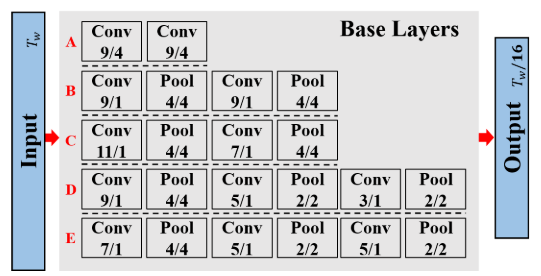 Base Layers
Input T_w
A Conv 9/4 Conv 9/4
B Conv 9/1 Pool 4/4 Conv 9/1 Pool 4/4
C Conv 11/1 Pool 4/4 Conv 7/1 Pool 4/4
D Conv 9/1 Pool 4/4 Conv 5/1 Pool 2/2 Conv 3/1 Pool 2/2
E Conv 7/1 Pool 4/4 Conv 5/1 Pool 2/2 Conv 5/1 Pool 2/2
Output T_w/16